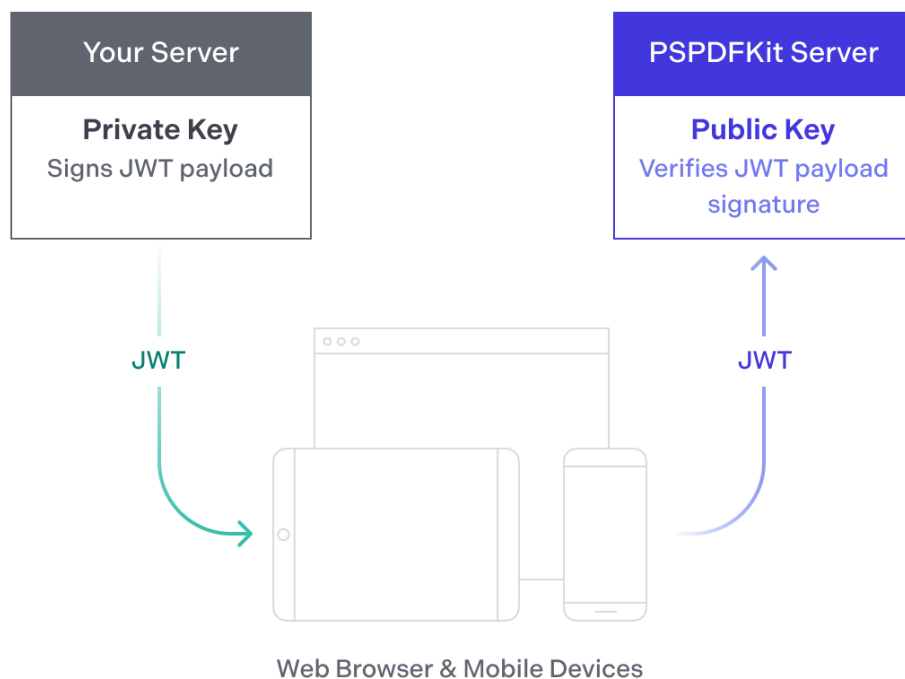 Your Server
Private Key
Signs JWT payload
PSPDFKit Server
Public Key
Verifies JWT payload
signature
JWT
JWT
Web Browser & Mobile Devices